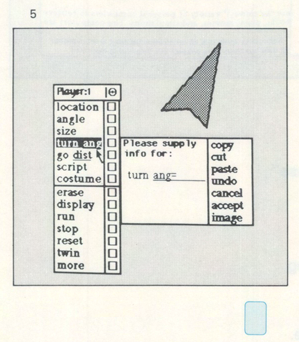 5
Player:1
location
angle
size
turn ang
go dist
script
costume
erase
display
run
stop
reset
twin
more
Please supply
info for:
turn ang=
copy
cut
paste
undo
cancel
accept
image